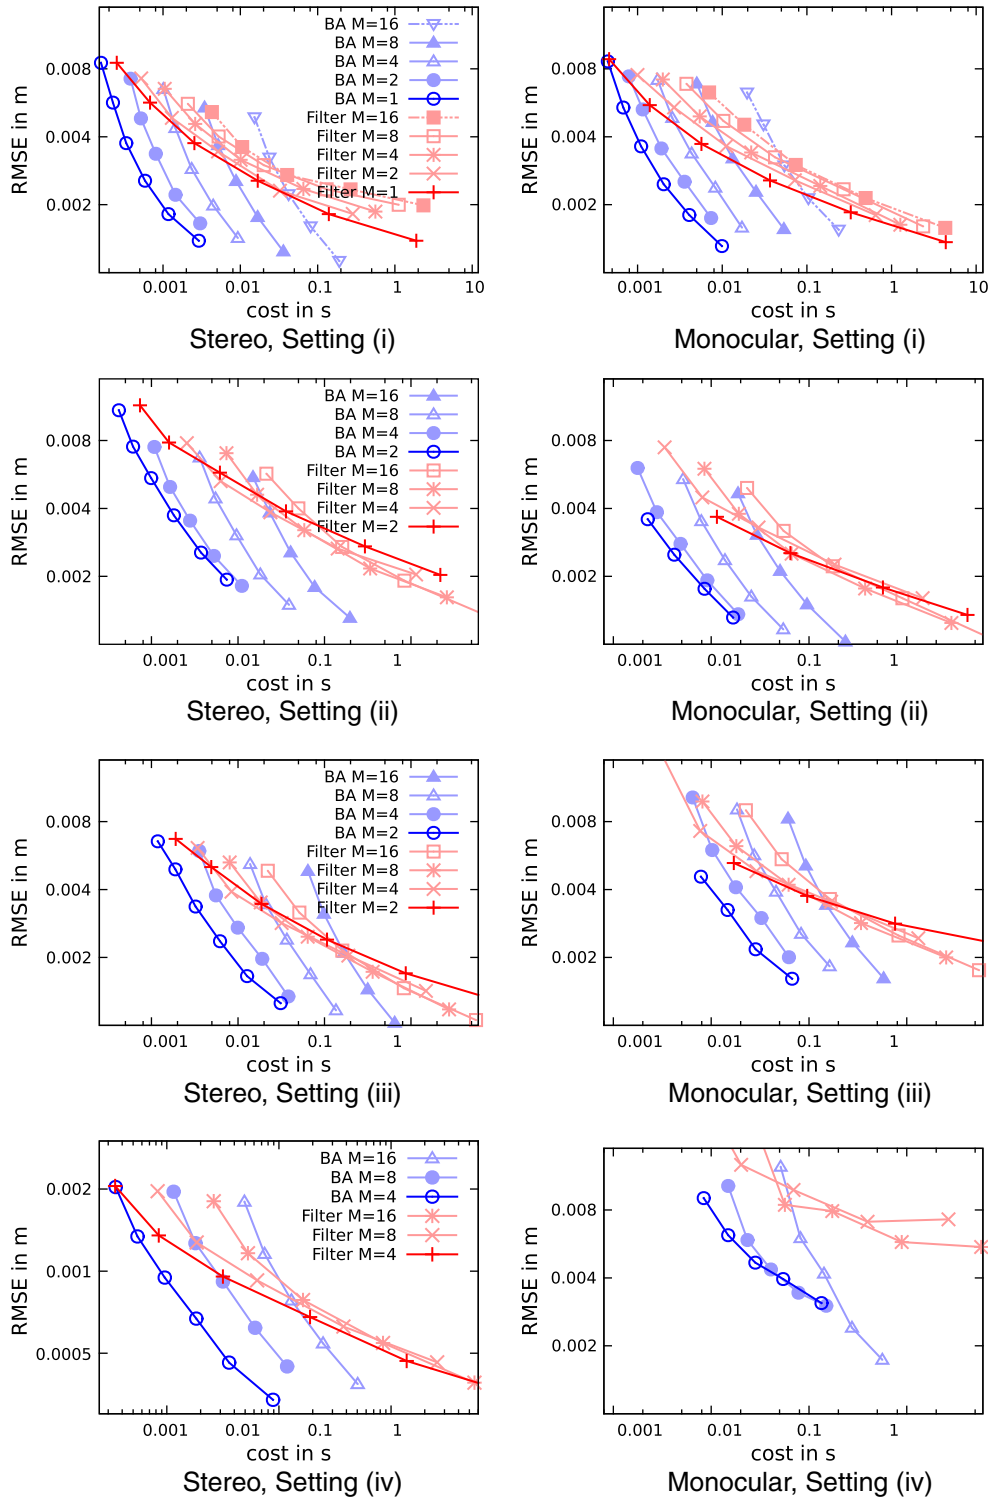 BA M=16
BA M=8
BA M=4
BA M=2
BA M=1
Filter M=16
Filter M=8
Filter M=4
Filter M=2
Filter M=1
RMSE in m
0.008
0.004
0.002
0.001
0.01
0.1
1
10
cost in s
Stereo, Setting (i)
RMSE in m
0.008
0.004
0.002
0.001
0.01
0.1
1
10
cost in s
Monocular, Setting (i)
BA M=16
BA M=8
BA M=4
BA M=2
Filter M=16
Filter M=8
Filter M=4
Filter M=2
RMSE in m
0.008
0.004
0.002
0.001
0.01
0.1
1
cost in s
Stereo, Setting (ii)
RMSE in m
0.008
0.004
0.002
0.001
0.01
0.1
1
cost in s
Monocular, Setting (ii)
BA M=16
BA M=8
BA M=4
BA M=2
Filter M=16
Filter M=8
Filter M=4
Filter M=2
RMSE in m
0.008
0.004
0.002
0.001
0.01
0.1
1
cost in s
Stereo, Setting (iii)
RMSE in m
0.008
0.004
0.002
0.001
0.01
0.1
1
cost in s
Monocular, Setting (iii)
BA M=16
BA M=8
BA M=4
Filter M=16
Filter M=8
Filter M=4
RMSE in m
0.002
0.001
0.0005
0.001
0.01
0.1
1
cost in s
Stereo, Setting (iv)
RMSE in m
0.008
0.004
0.002
0.001
0.01
0.1
1
cost in s
Monocular, Setting (iv)